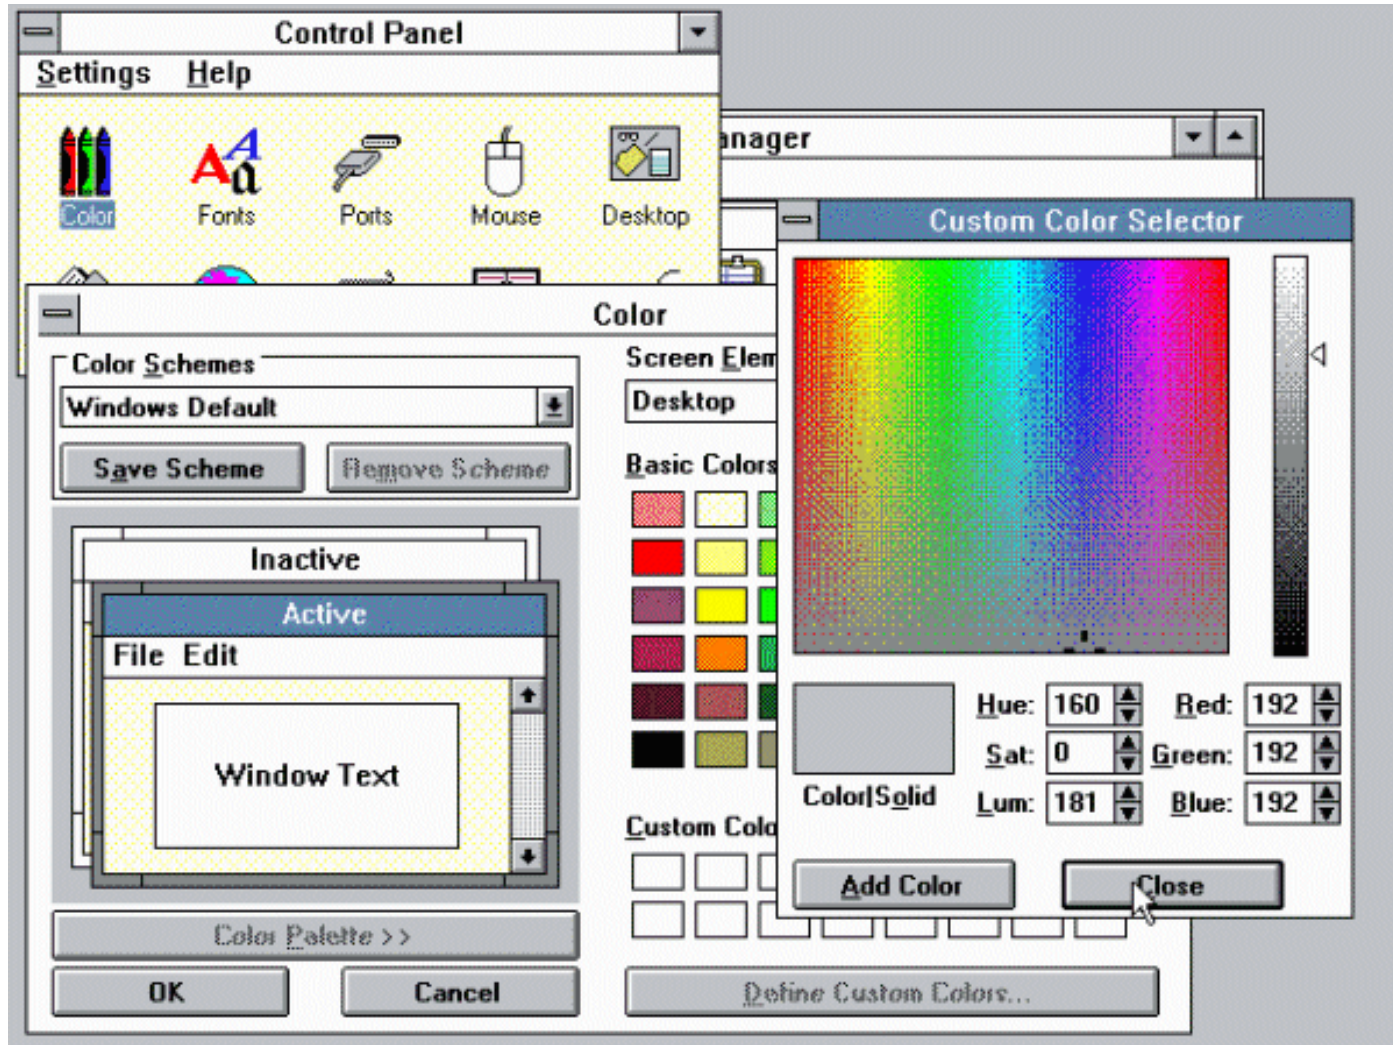 Control Panel
Settings Help
Color Fonts Ports Mouse Desktop
anager
Custom Color Selector
Color
Color Schemes
Windows Default
Save Scheme Remove Scheme
Inactive
Active
File Edit
Window Text
Color Palette >>
OK Cancel
Screen Elem
Desktop
Basic Colors
Custom Colo
Define Custom Colors...
Color|Solid
Hue: 160 Red: 192
Sat: 0 Green: 192
Lum: 181 Blue: 192
Add Color Close